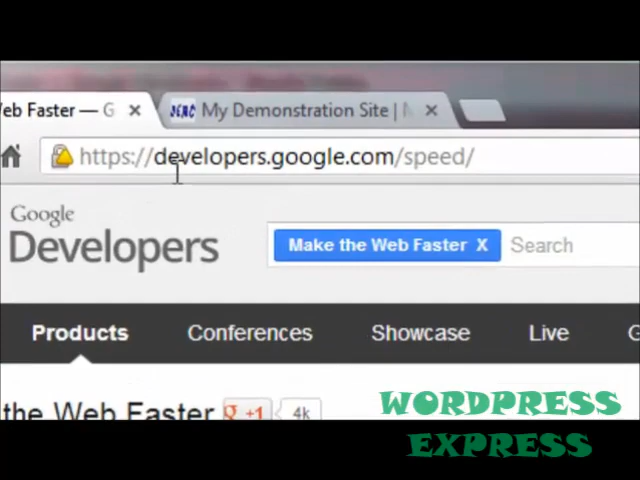 eb Faster — G
DEMO My Demonstration Site |
https://developers.google.com/speed/
Google
Developers
Make the Web Faster X Search
Products Conferences Showcase Live G
the Web Faster g +1 4k
WORDPRESS
EXPRESS